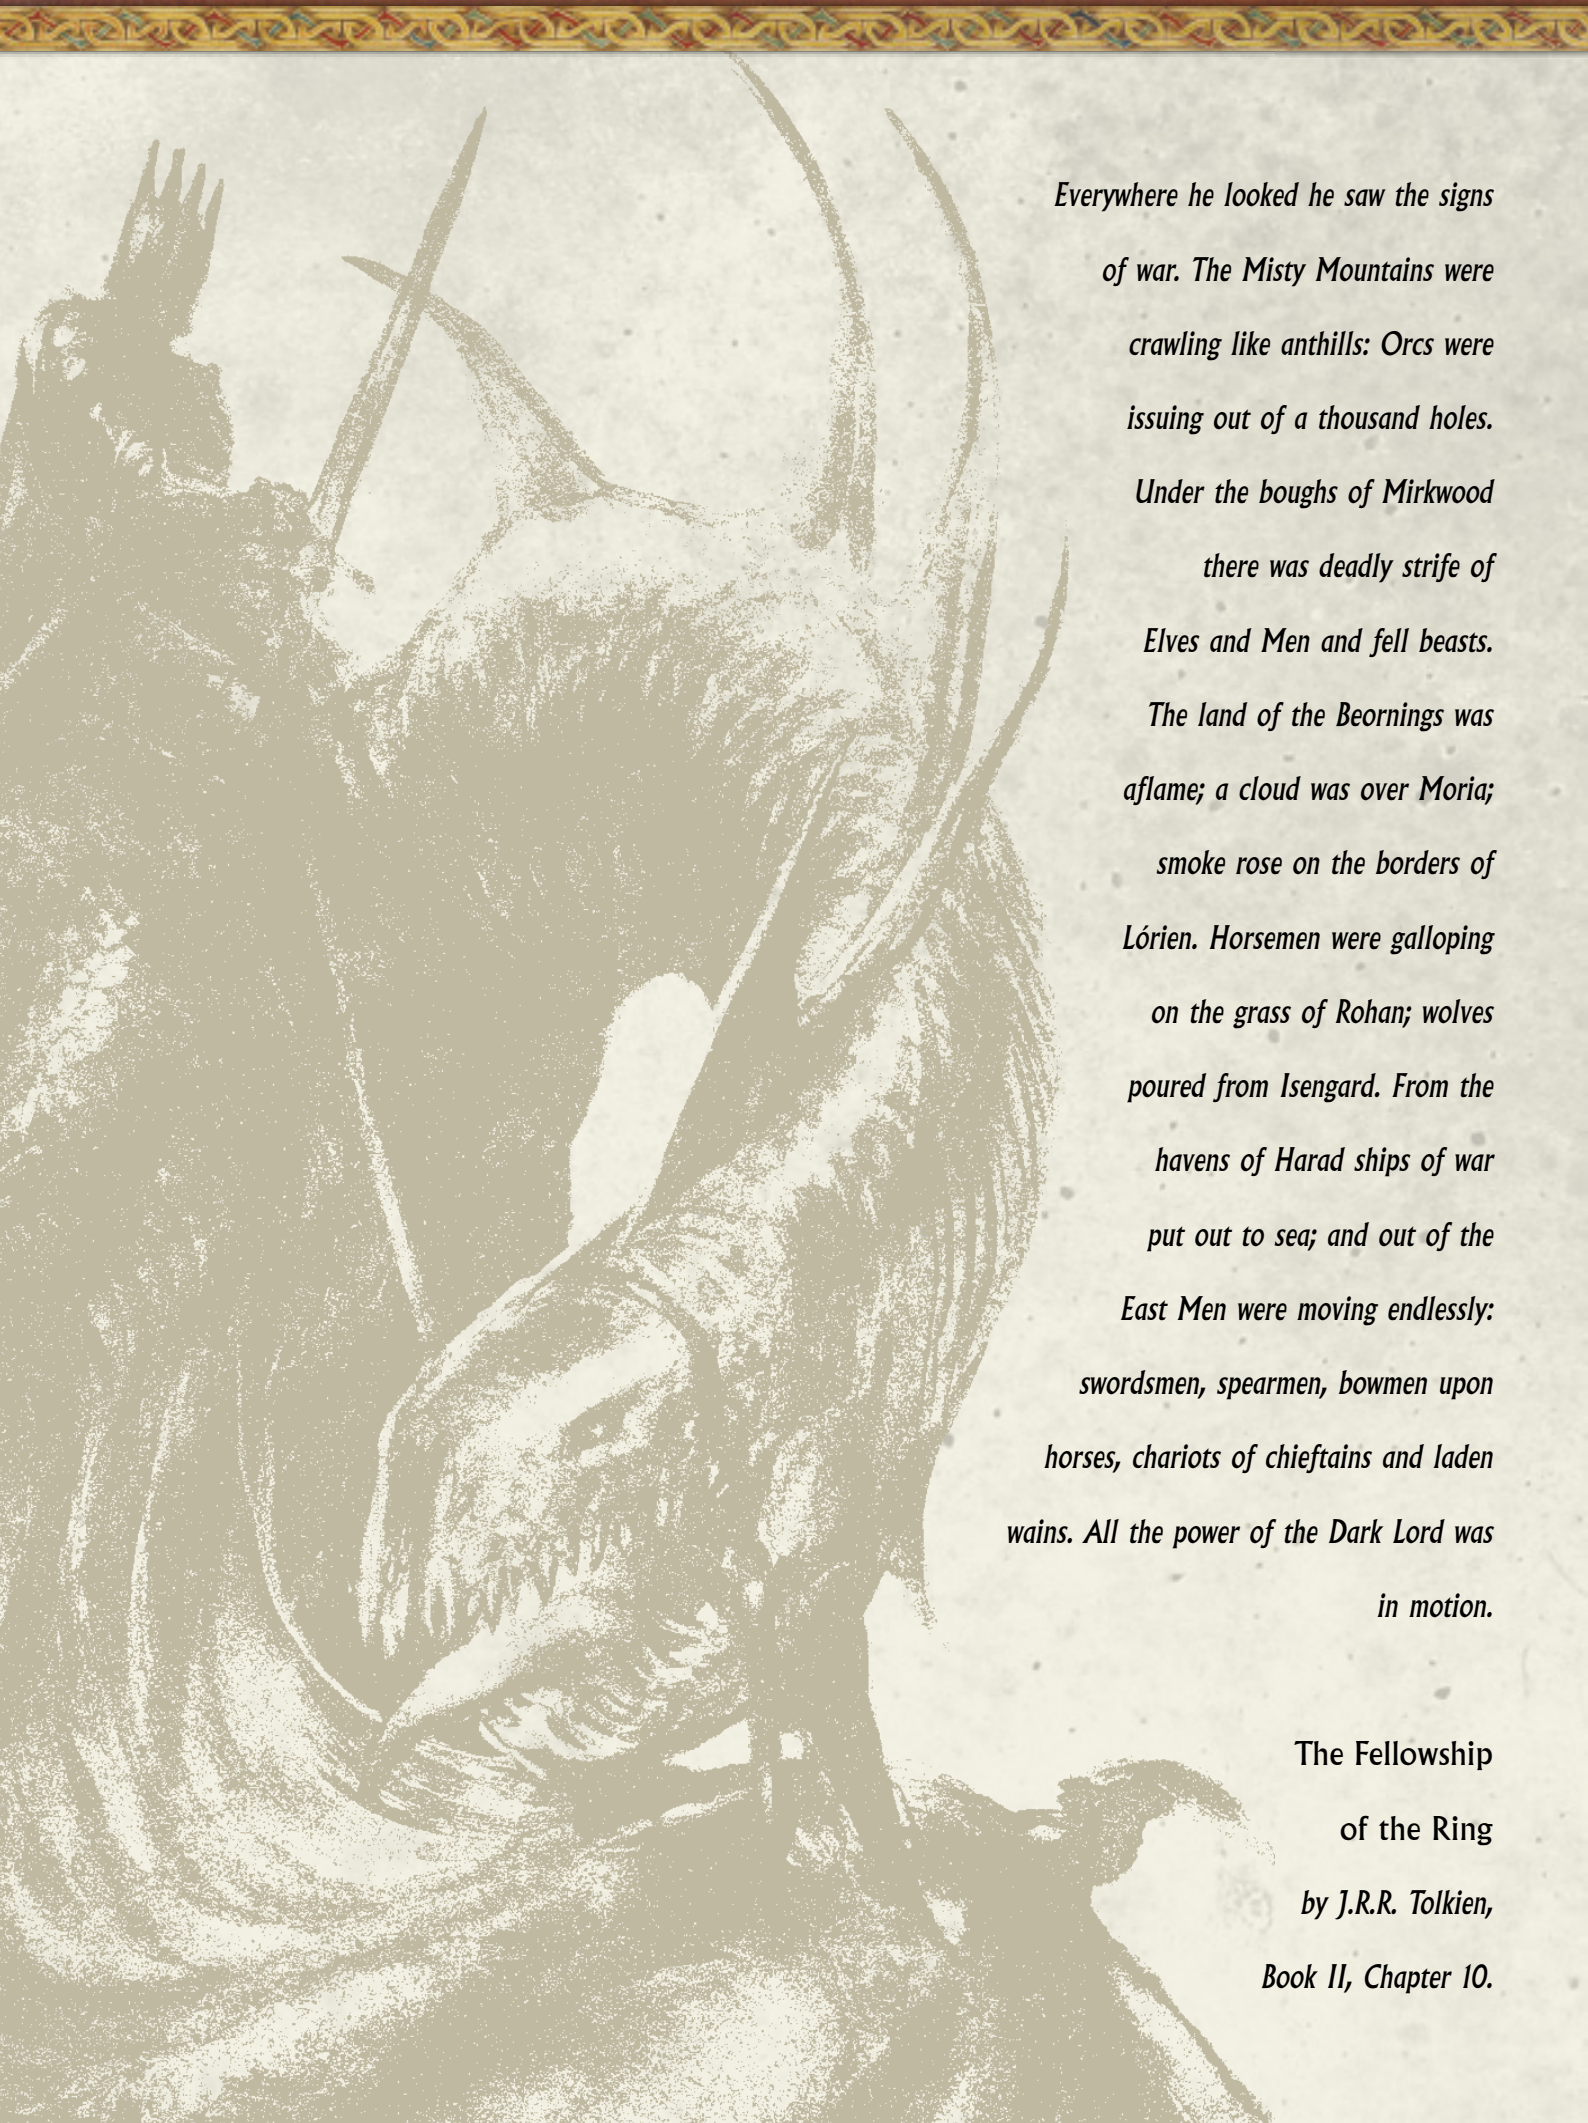 Everywhere he looked he saw the signs
of war. The Misty Mountains were
crawling like anthills: Orcs were
issuing out of a thousand holes.
Under the boughs of Mirkwood
there was deadly strife of
Elves and Men and fell beasts.
The land of the Beornings was
aflame; a cloud was over Moria;
smoke rose on the borders of
Lórien. Horsemen were galloping
on the grass of Rohan; wolves
poured from Isengard. From the
havens of Harad ships of war
put out to sea; and out of the
East Men were moving endlessly:
swordsmen, spearmen, bowmen upon
horses, chariots of chieftains and laden
wains. All the power of the Dark Lord was
in motion.
The Fellowship
of the Ring
by J.R.R. Tolkien,
Book II, Chapter 10.